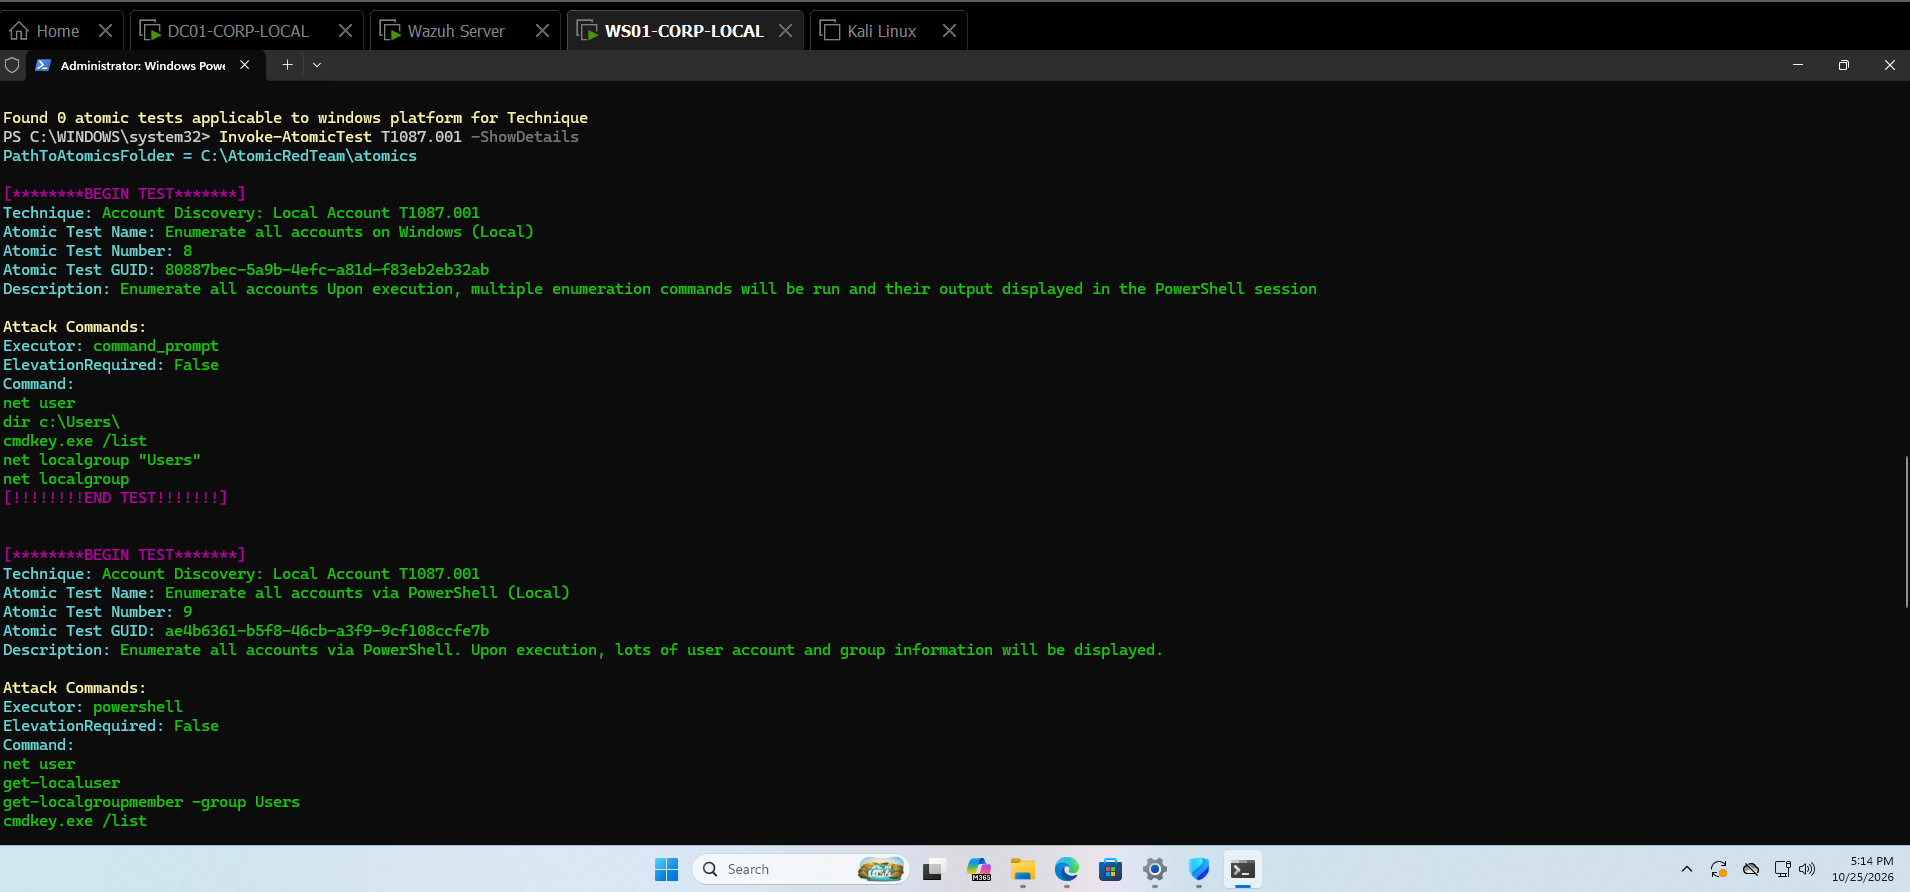 Home
DC01-CORP-LOCAL
Wazuh Server
WS01-CORP-LOCAL
Kali Linux
Administrator: Windows Powe
Found 0 atomic tests applicable to windows platform for Technique
PS C:\WINDOWS\system32> Invoke-AtomicTest T1087.001 -ShowDetails
PathToAtomicsFolder = C:\AtomicRedTeam\atomics
[********BEGIN TEST*******]
Technique: Account Discovery: Local Account T1087.001
Atomic Test Name: Enumerate all accounts on Windows (Local)
Atomic Test Number: 8
Atomic Test GUID: 80887bec-5a9b-4efc-a81d-f83eb2eb32ab
Description: Enumerate all accounts Upon execution, multiple enumeration commands will be run and their output displayed in the PowerShell session
Attack Commands:
Executor: command_prompt
ElevationRequired: False
Command:
net user
dir c:\Users\
cmdkey.exe /list
net localgroup "Users"
net localgroup
[!!!!!!!!END TEST!!!!!!!]
[********BEGIN TEST*******]
Technique: Account Discovery: Local Account T1087.001
Atomic Test Name: Enumerate all accounts via PowerShell (Local)
Atomic Test Number: 9
Atomic Test GUID: ae4b6361-b5f8-46cb-a3f9-9cf108ccfe7b
Description: Enumerate all accounts via PowerShell. Upon execution, lots of user account and group information will be displayed.
Attack Commands:
Executor: powershell
ElevationRequired: False
Command:
net user
get-localuser
get-localgroupmember -group Users
cmdkey.exe /list
Search
M365
5:14 PM
10/25/2026